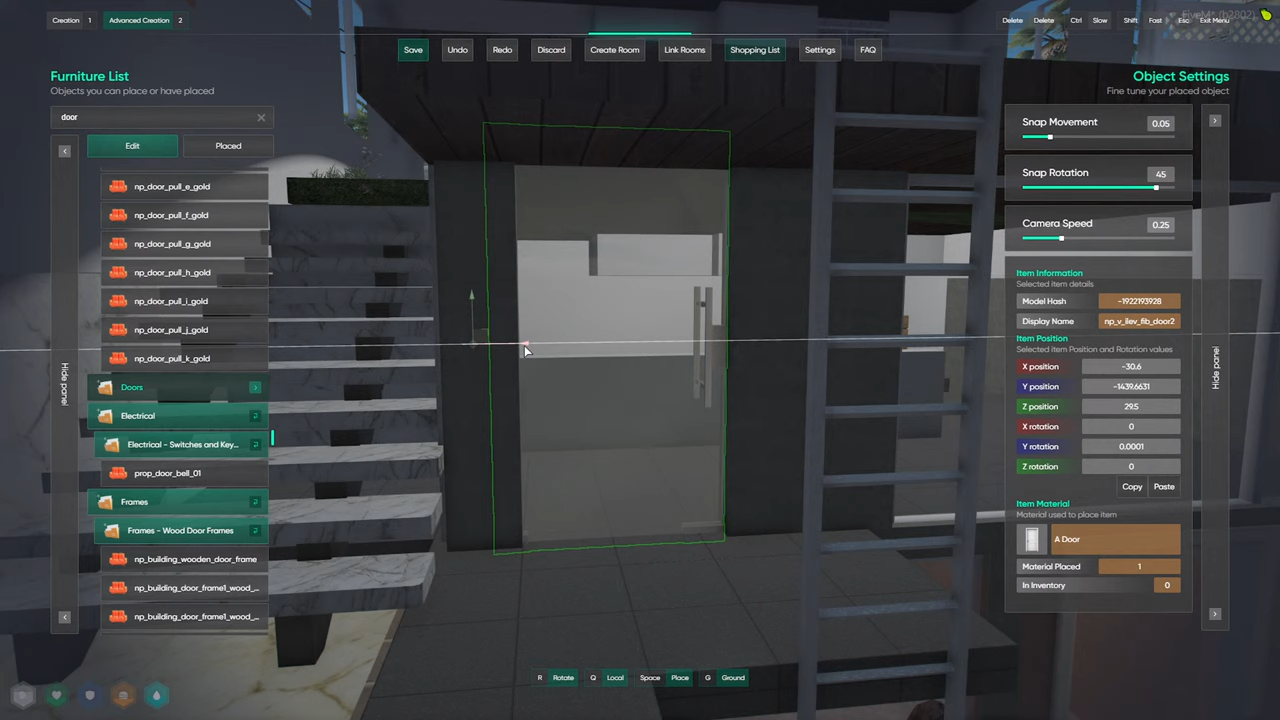 Creation 1
Advanced Creation 2
FiveM* (b2802)
Delete Delete Ctrl Slow Shift Fast Esc Exit Menu
Save
Undo
Redo
Discard
Create Room
Link Rooms
Shopping List
Settings
FAQ
Furniture List
Objects you can place or have placed
door
Edit
Placed
Hide panel
np_door_pull_e_gold
np_door_pull_f_gold
np_door_pull_g_gold
np_door_pull_h_gold
np_door_pull_i_gold
np_door_pull_j_gold
np_door_pull_k_gold
Doors
Electrical
Electrical - Switches and Key...
prop_door_bell_01
Frames
Frames - Wood Door Frames
np_building_wooden_door_frame
np_building_door_frame1_wood_...
np_building_door_frame1_wood_...
R Rotate Q Local Space Place G Ground
Object Settings
Fine tune your placed object
Snap Movement 0.05
Snap Rotation 45
Camera Speed 0.25
Item Information
Selected item details
Model Hash -1922193928
Display Name np_v_ilev_fib_door2
Item Position
Selected item Position and Rotation values
X position -30.6
Y position -1439.6631
Z position 29.5
X rotation 0
Y rotation 0.0001
Z rotation 0
Copy Paste
Item Material
Material used to place item
A Door
Material Placed 1
In Inventory 0
Hide panel